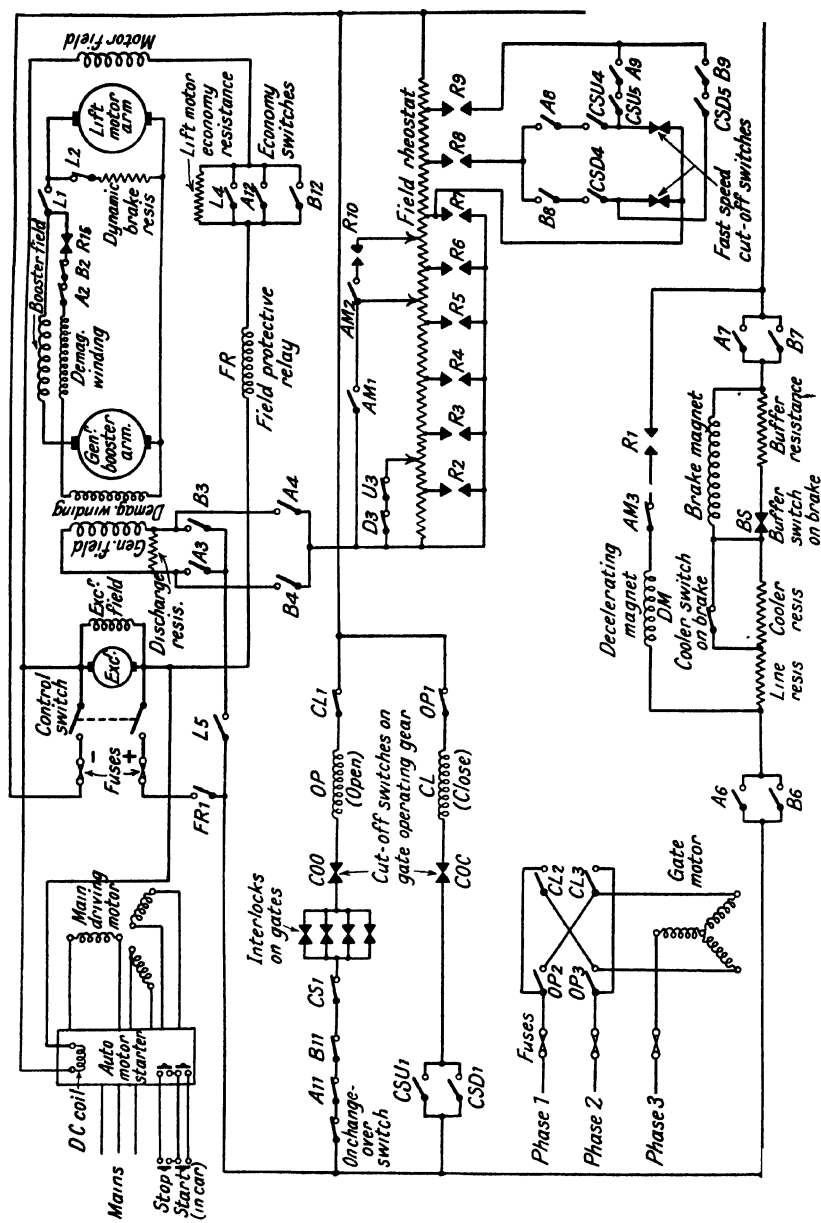 Mains
Stop
Start
(in car)
DC coil
Auto
motor
starter
Main
driving
motor
Control
switch
Fuses
-
+
FR1
L5
Exc.r
Exc.r
field
Discharge
resis.
Gen. field
Demag. winding
A3
B3
B4
A4
Gen.r
booster
arm.
Booster field
Demag.
winding
A2
B2
R15
L1
L2
Dynamic
brake
resis
Lift
motor
arm
Motor field
FR
Field protective
relay
Lift motor
economy
resistance
L4
A12
B12
Economy
switches
Interlocks
on gates
On change-
over
switch
A11
B11
CS1
COO
OP
(Open)
CL1
Cut-off switches on
gate operating gear
CSU1
CSD1
COC
CL
(Close)
OP1
D3
U3
AM1
AM2
R10
Field rheostat
R2
R3
R4
R5
R6
R7
R8
R9
B8
A8
CSD4
CSU4
CSU5
A9
CSD5
B9
Fast speed
cut-off switches
Phase 1
Phase 2
Phase 3
Fuses
OP2
OP3
CL2
CL3
Gate
motor
A6
B6
Decelerating
magnet
DM
AM3
R1
Cooler switch
on brake
Brake magnet
BS
Line
resis
Cooler
resis
Buffer
switch
on brake
Buffer
resistance
A7
B7